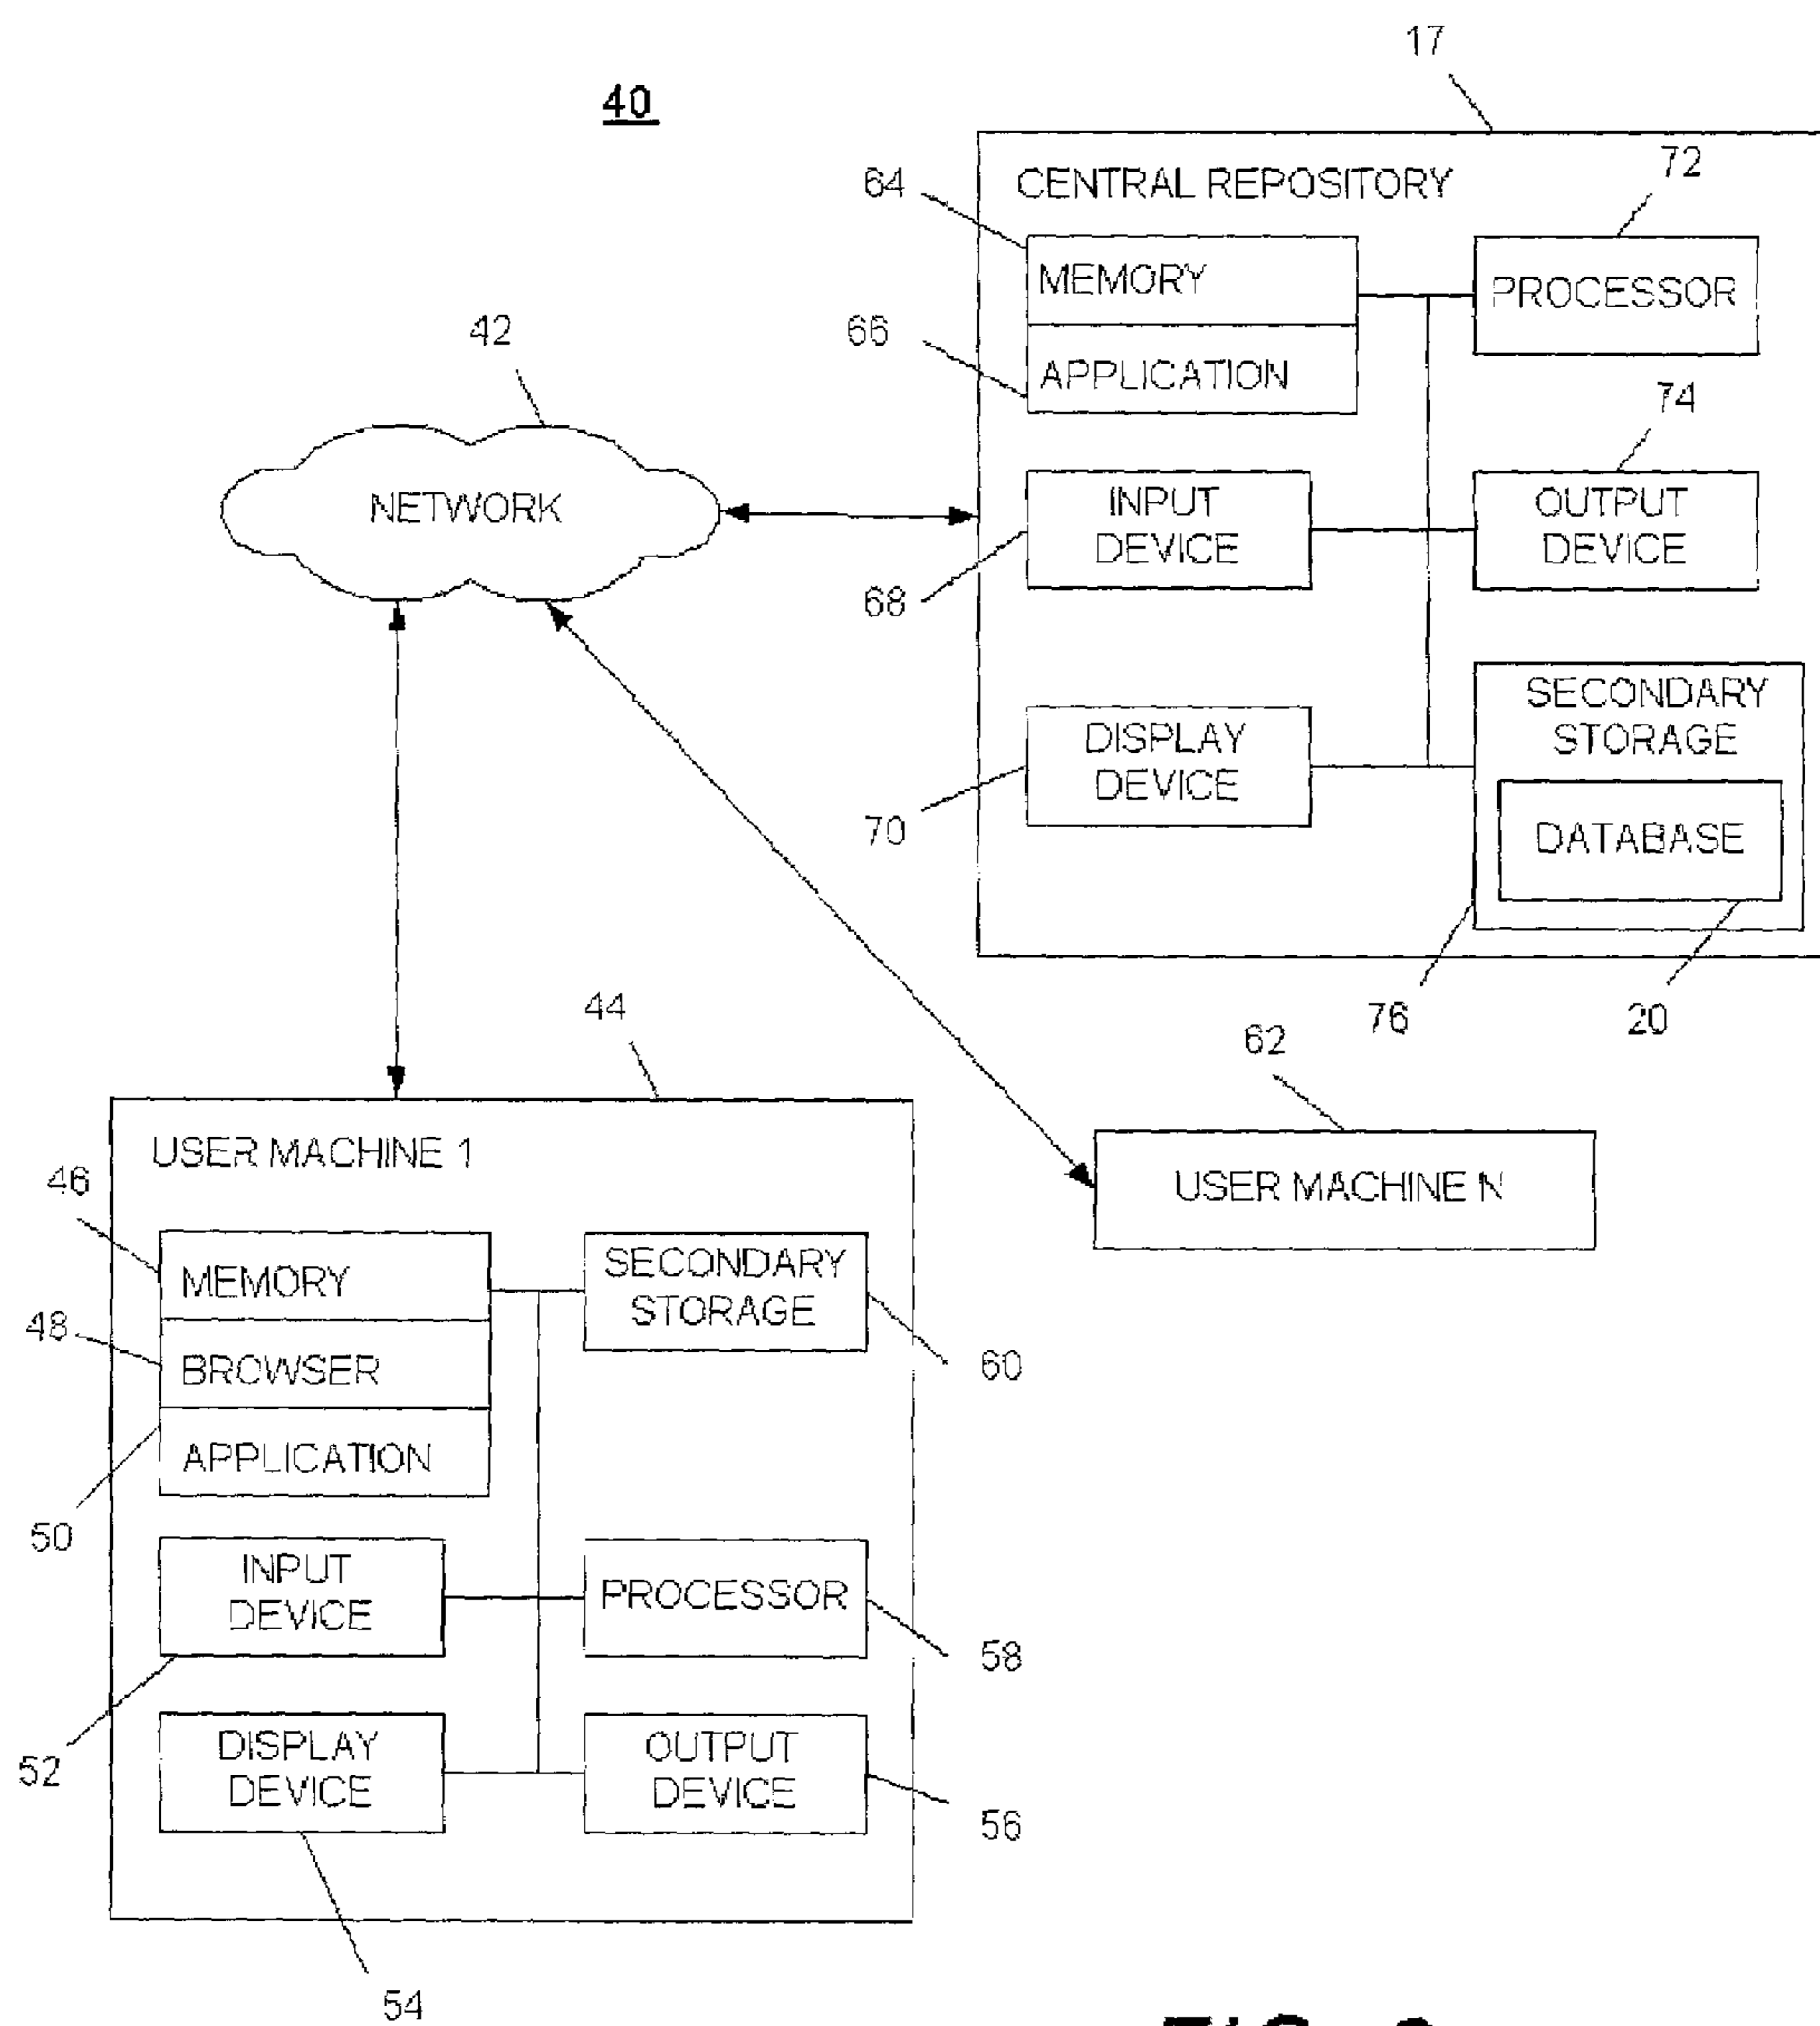 17
40
CENTRAL REPOSITORY
64
72
MEMORY
PROCESSOR
66
APPLICATION
42
74
NETWORK
INPUT
DEVICE
OUTPUT
DEVICE
68
SECONDARY
STORAGE
DISPLAY
DEVICE
70
DATABASE
76
20
44
62
USER MACHINE 1
USER MACHINE N
46
MEMORY
SECONDARY
STORAGE
48
BROWSER
60
APPLICATION
50
INPUT
DEVICE
PROCESSOR
58
52
DISPLAY
DEVICE
OUTPUT
DEVICE
56
54